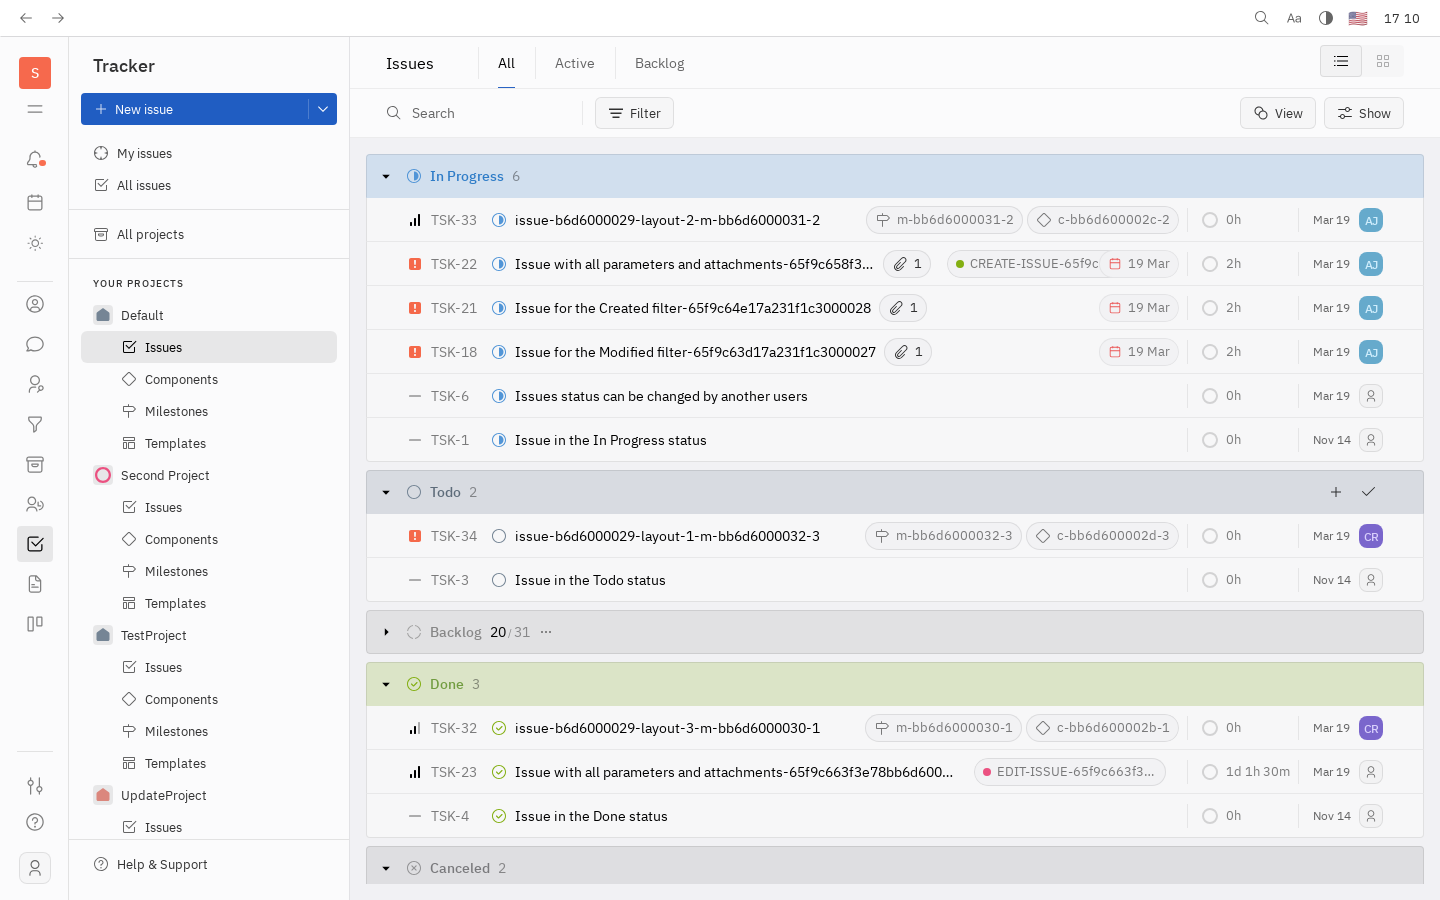 Aa 17 10
S
Tracker
New issue
My issues
All issues
All projects
YOUR PROJECTS
Default
Issues
Components
Milestones
Templates
Second Project
Issues
Components
Milestones
Templates
TestProject
Issues
Components
Milestones
Templates
UpdateProject
Issues
Help & Support
Issues All Active Backlog
Search Filter View Show
In Progress 6
TSK-33 issue-b6d6000029-layout-2-m-bb6d6000031-2 m-bb6d6000031-2 c-bb6d600002c-2 0h Mar 19 AJ
TSK-22 Issue with all parameters and attachments-65f9c658f3... 1 CREATE-ISSUE-65f9c 19 Mar 2h Mar 19 AJ
TSK-21 Issue for the Created filter-65f9c64e17a231f1c3000028 1 19 Mar 2h Mar 19 AJ
TSK-18 Issue for the Modified filter-65f9c63d17a231f1c3000027 1 19 Mar 2h Mar 19 AJ
TSK-6 Issues status can be changed by another users 0h Mar 19
TSK-1 Issue in the In Progress status 0h Nov 14
Todo 2
TSK-34 issue-b6d6000029-layout-1-m-bb6d6000032-3 m-bb6d6000032-3 c-bb6d600002d-3 0h Mar 19 CR
TSK-3 Issue in the Todo status 0h Nov 14
Backlog 20/31 ...
Done 3
TSK-32 issue-b6d6000029-layout-3-m-bb6d6000030-1 m-bb6d6000030-1 c-bb6d600002b-1 0h Mar 19 CR
TSK-23 Issue with all parameters and attachments-65f9c663f3e78bb6d600... EDIT-ISSUE-65f9c663f3... 1d 1h 30m Mar 19
TSK-4 Issue in the Done status 0h Nov 14
Canceled 2